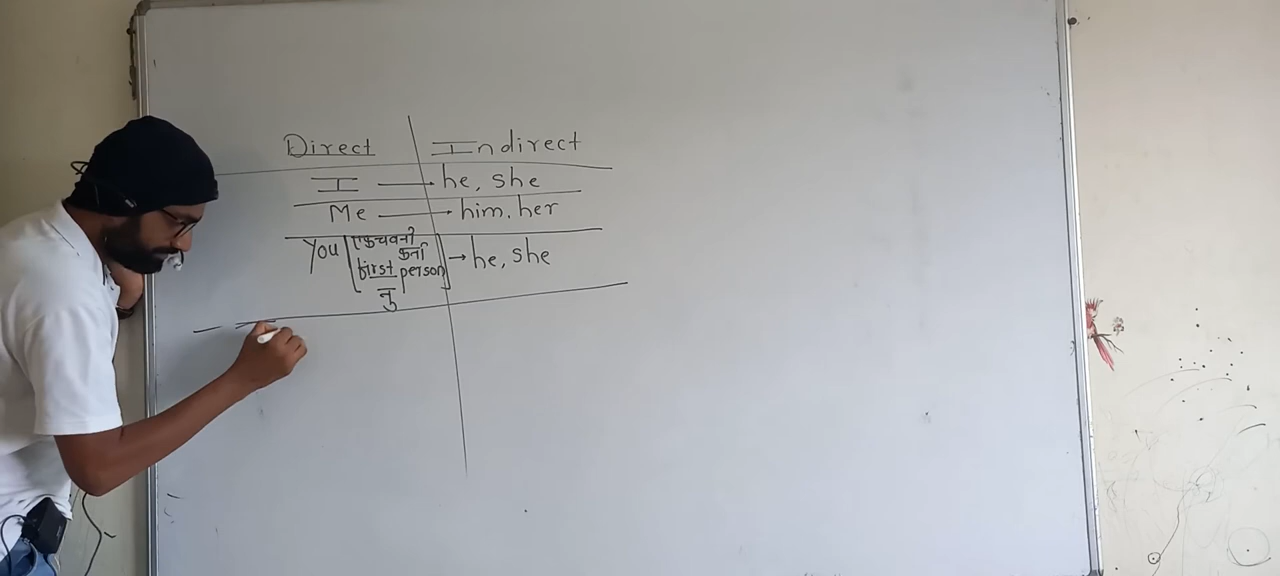 Direct Indirect
I → he, she
Me → him, her
You [एकवचनी
कर्ता
first person
नु] → he, she